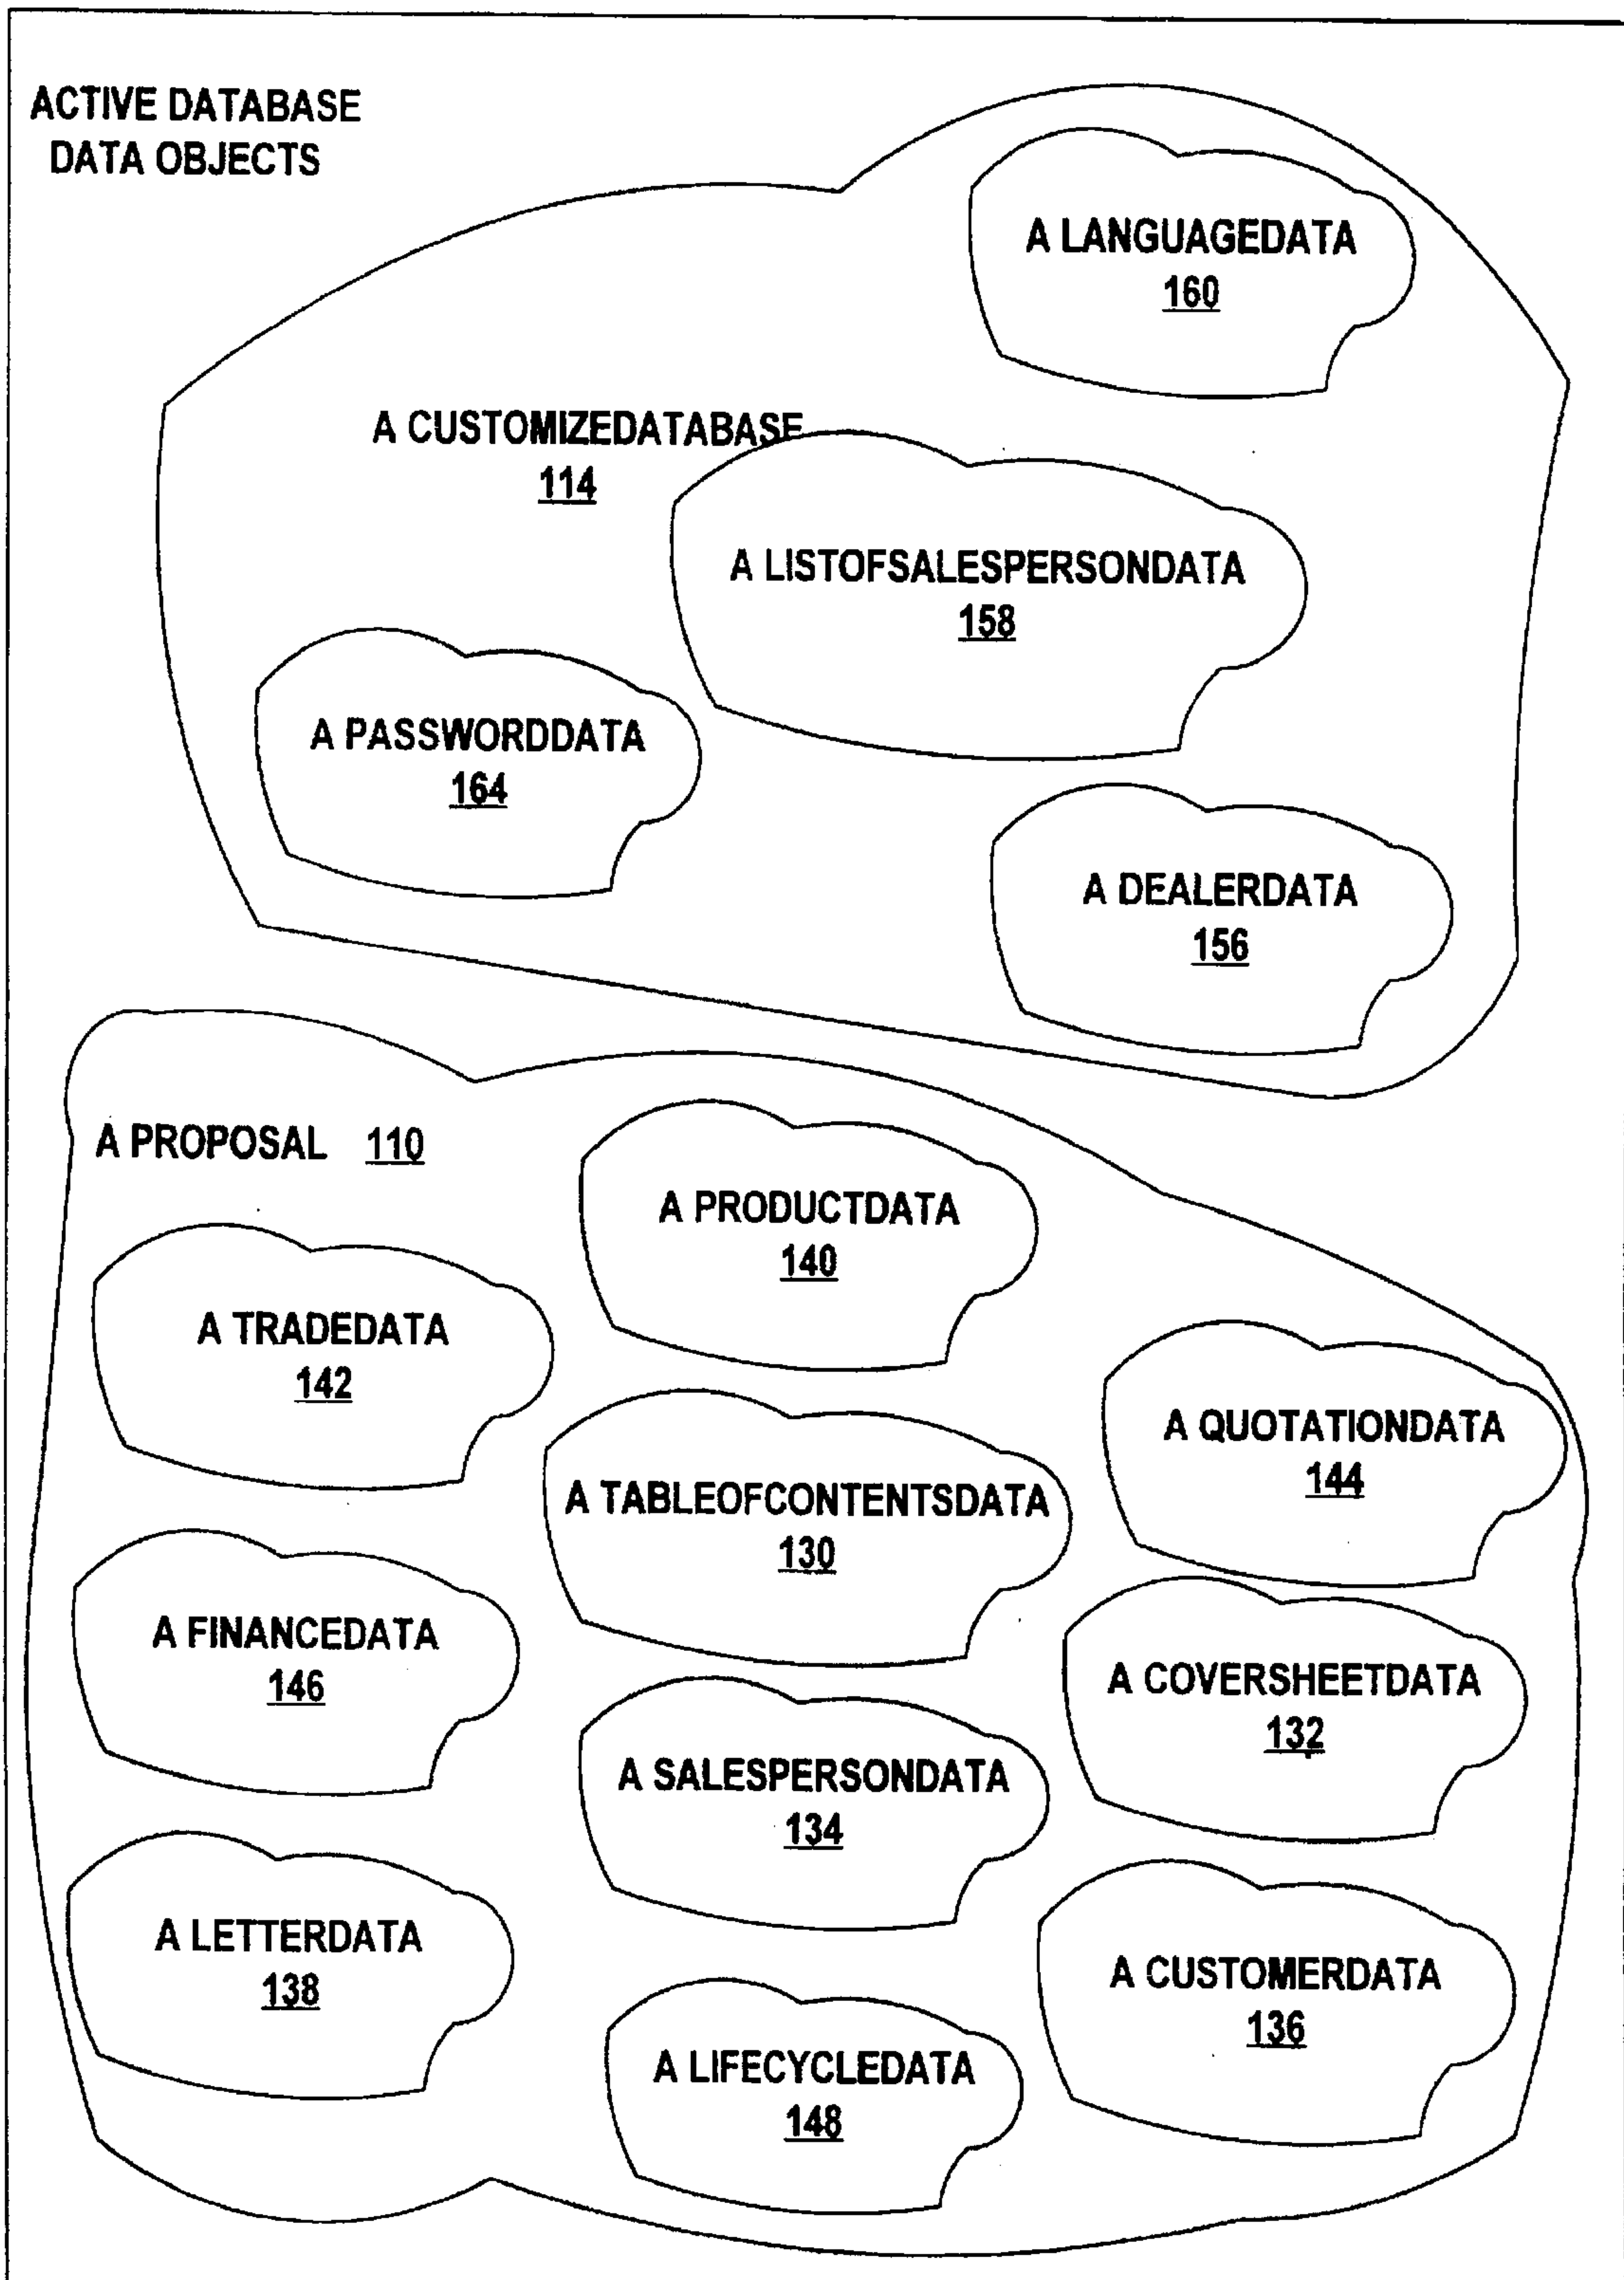 ACTIVE DATABASE
DATA OBJECTS
A LANGUAGEDATA
160
A CUSTOMIZEDATABASE
114
A LISTOFSALESPERSONDATA
158
A PASSWORDDATA
164
A DEALERDATA
156
A PROPOSAL 110
A PRODUCTDATA
140
A TRADEDATA
142
A QUOTATIONDATA
144
A TABLEOFCONTENTSDATA
130
A FINANCEDATA
146
A COVERSHEETDATA
132
A SALESPERSONDATA
134
A LETTERDATA
138
A CUSTOMERDATA
136
A LIFECYCLEDATA
148